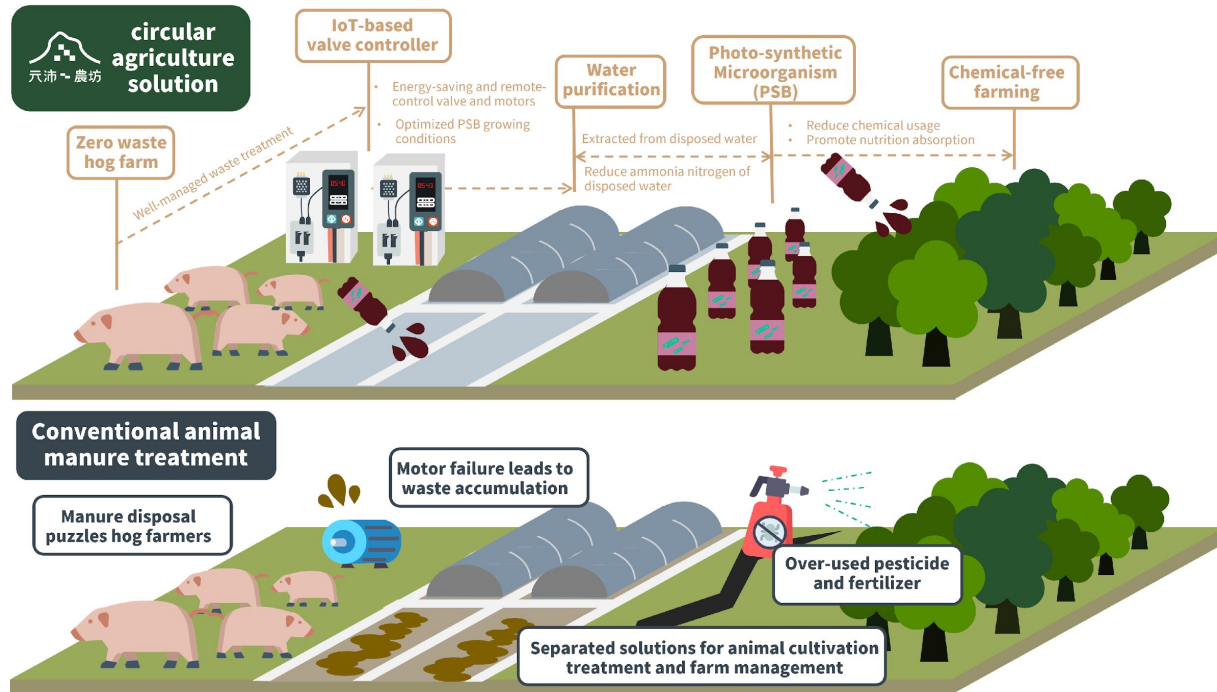 circular
agriculture
solution
元沛農坊
Zero waste
hog farm
Well-managed waste treatment
IoT-based
valve controller
• Energy-saving and remote-
control valve and motors
• Optimized PSB growing
conditions
Water
purification
Extracted from disposed water
Reduce ammonia nitrogen of
disposed water
Photo-synthetic
Microorganism
(PSB)
• Reduce chemical usage
• Promote nutrition absorption
Chemical-free
farming
Conventional animal
manure treatment
Manure disposal
puzzles hog farmers
Motor failure leads to
waste accumulation
Over-used pesticide
and fertilizer
Separated solutions for animal cultivation
treatment and farm management